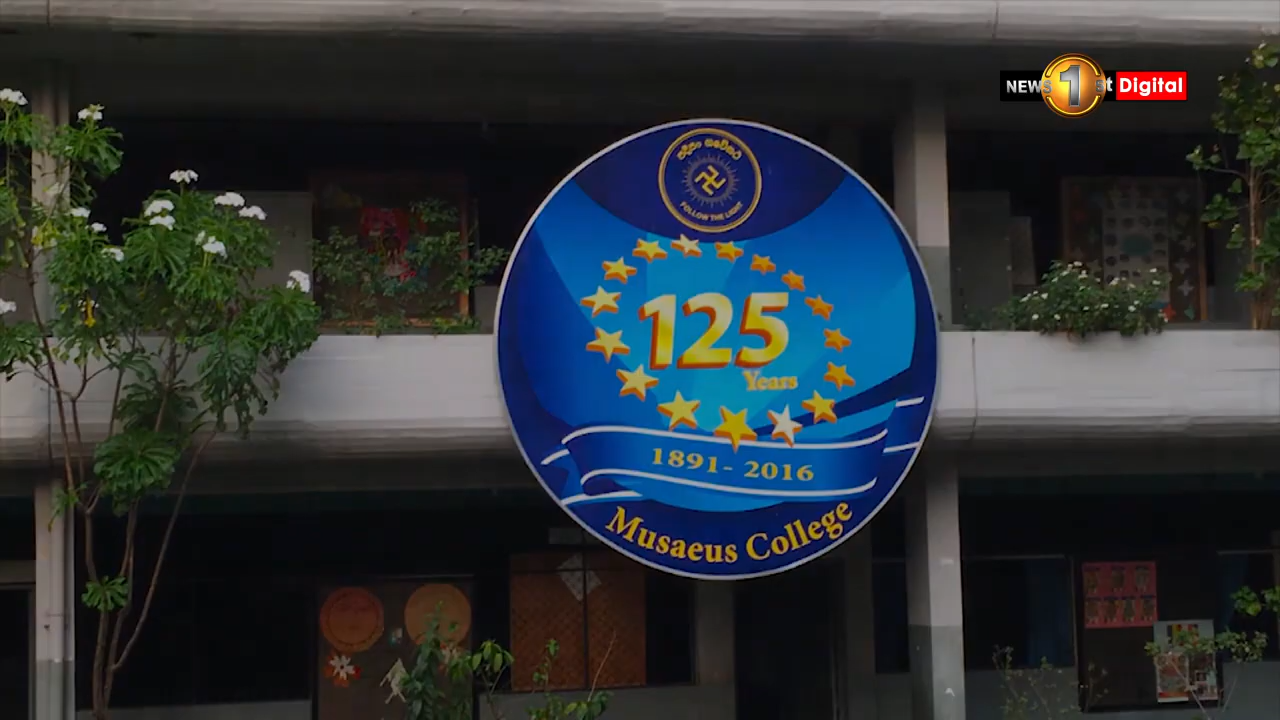 NEWS 1st Digital
FOLLOW THE LIGHT
125
Years
1891- 2016
Musaeus College